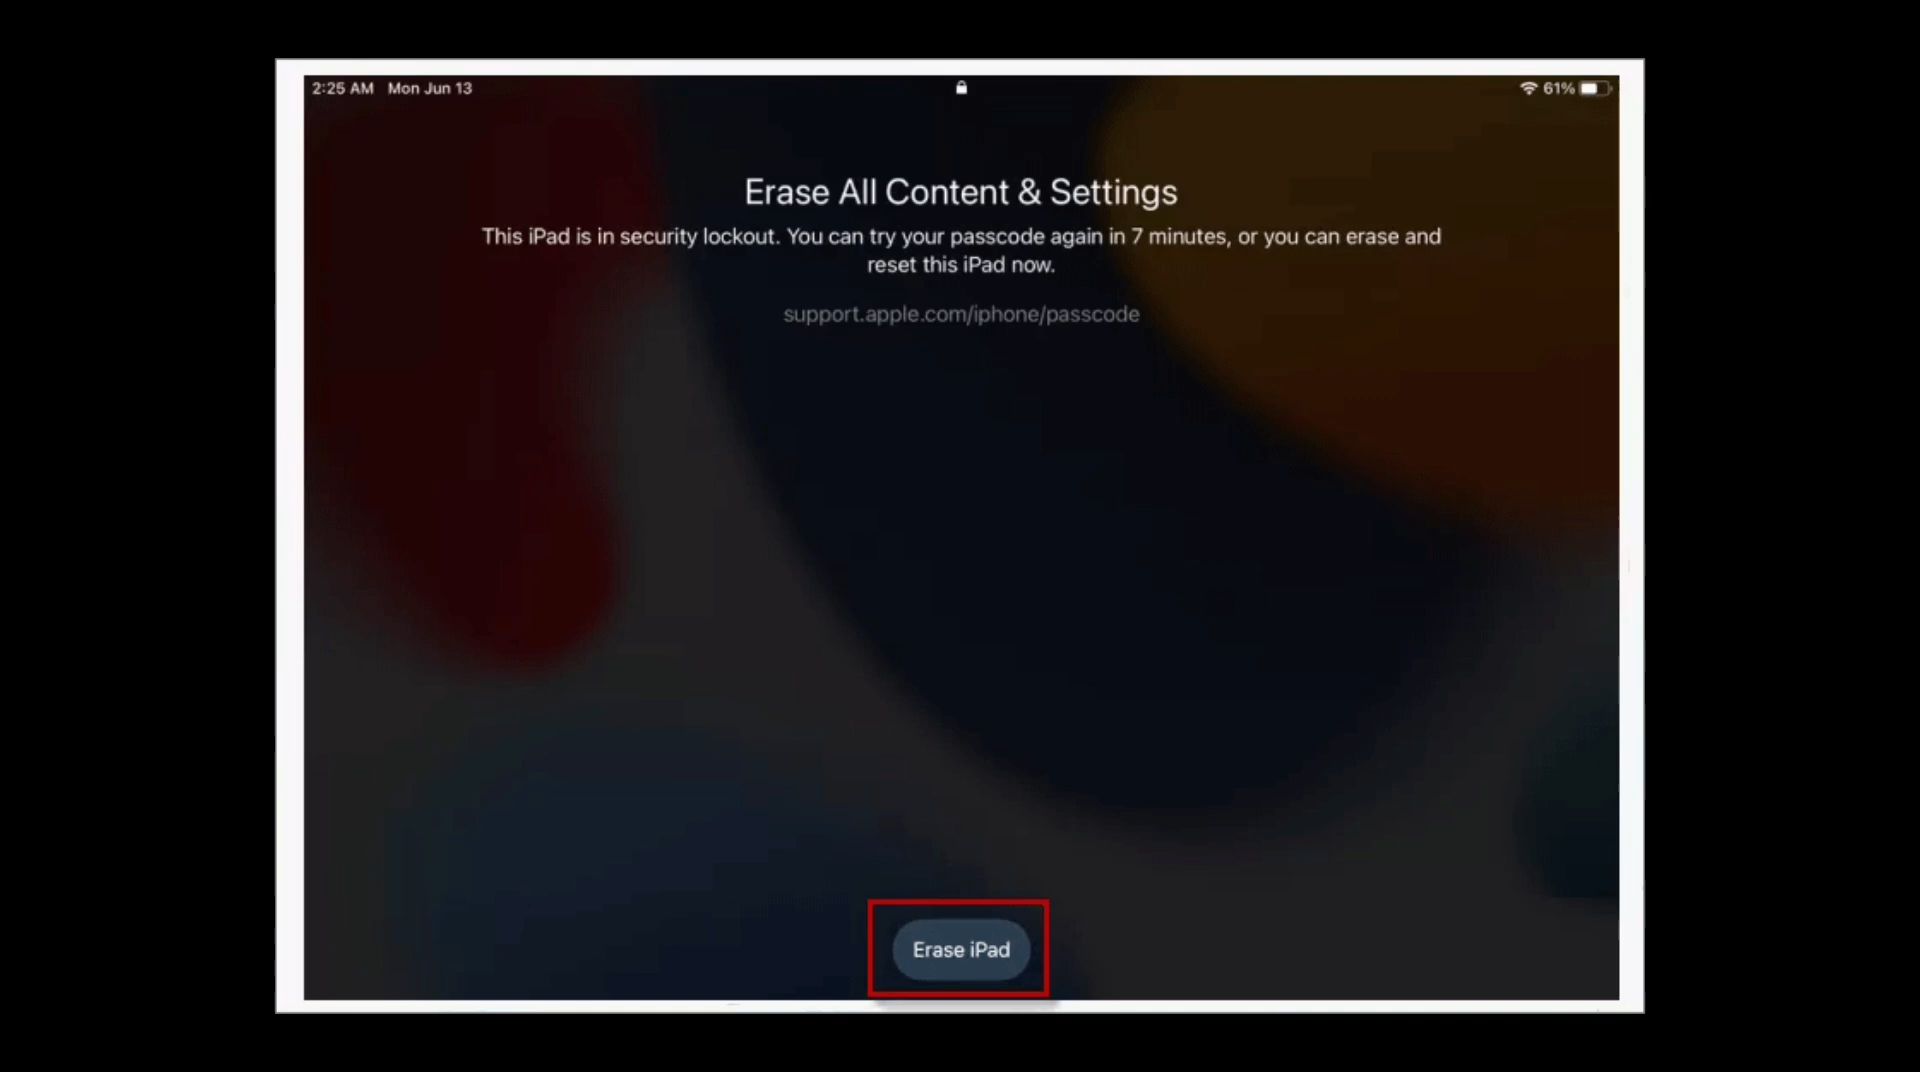 2:25 AM Mon Jun 13
61%
Erase All Content & Settings
This iPad is in security lockout. You can try your passcode again in 7 minutes, or you can erase and
reset this iPad now.
support.apple.com/iphone/passcode
Erase iPad